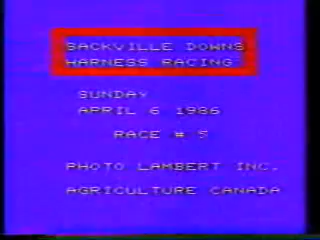 SACKVILLE DOWNS
HARNESS RACING
SUNDAY
APRIL 6 1986
RACE # 5
PHOTO LAMBERT INC.
AGRICULTURE CANADA